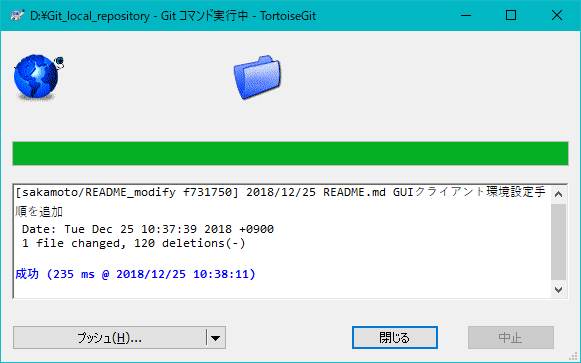 D:¥Git_local_repository - Git コマンド実行中 - TortoiseGit
[sakamoto/README_modify f731750] 2018/12/25 README.md GUIクライアント環境設定手
順を追加
Date: Tue Dec 25 10:37:39 2018 +0900
1 file changed, 120 deletions(-)
成功 (235 ms @ 2018/12/25 10:38:11)
プッシュ(H)...
閉じる
中止